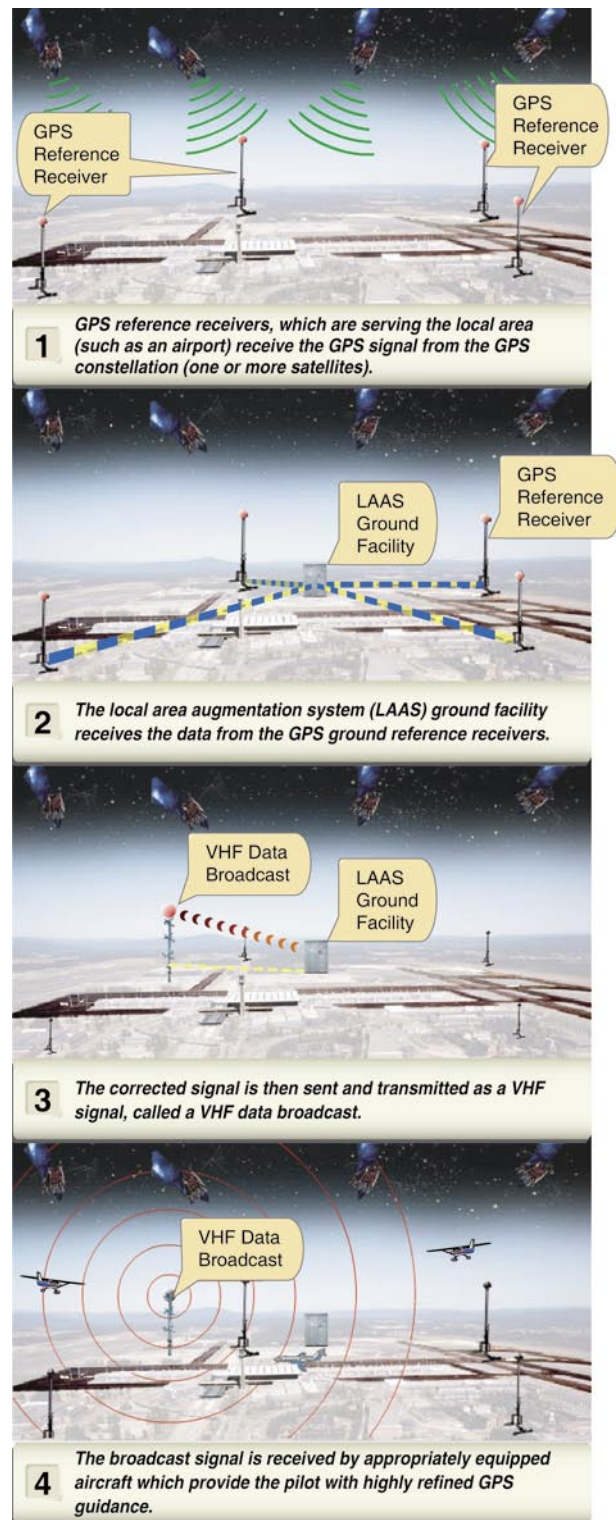 GPS
Reference
Receiver
GPS
Reference
Receiver
1
GPS reference receivers, which are serving the local area
(such as an airport) receive the GPS signal from the GPS
constellation (one or more satellites).
LAAS
Ground
Facility
GPS
Reference
Receiver
2
The local area augmentation system (LAAS) ground facility
receives the data from the GPS ground reference receivers.
VHF Data
Broadcast
LAAS
Ground
Facility
3
The corrected signal is then sent and transmitted as a VHF
signal, called a VHF data broadcast.
VHF Data
Broadcast
4
The broadcast signal is received by appropriately equipped
aircraft which provide the pilot with highly refined GPS
guidance.